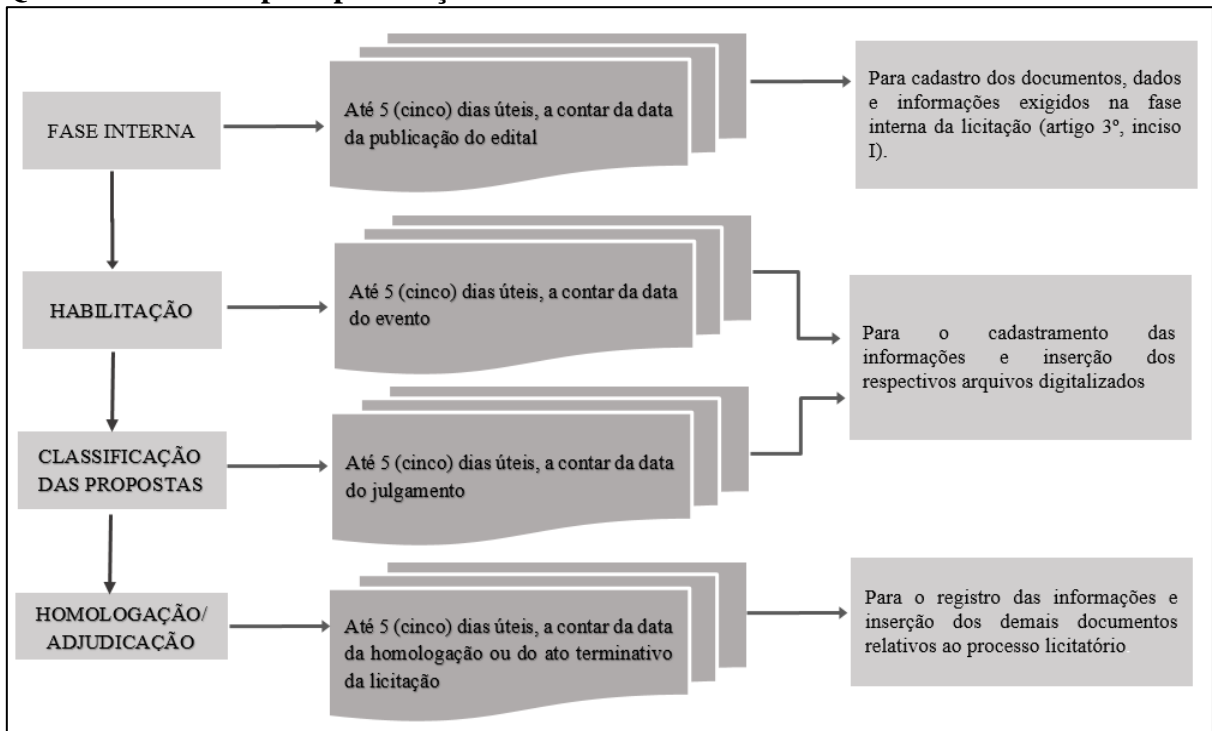 FASE INTERNA
Até 5 (cinco) dias úteis, a contar da data
da publicação do edital
Para cadastro dos documentos, dados
e informações exigidos na fase
interna da licitação (artigo 3º, inciso
I).
HABILITAÇÃO
Até 5 (cinco) dias úteis, a contar da data
do evento
Para o cadastramento das
informações e inserção dos
respectivos arquivos digitalizados
CLASSIFICAÇÃO
DAS PROPOSTAS
Até 5 (cinco) dias úteis, a contar da data
do julgamento
HOMOLOGAÇÃO/
ADJUDICAÇÃO
Até 5 (cinco) dias úteis, a contar da data
da homologação ou do ato terminativo
da licitação
Para o registro das informações e
inserção dos demais documentos
relativos ao processo licitatório